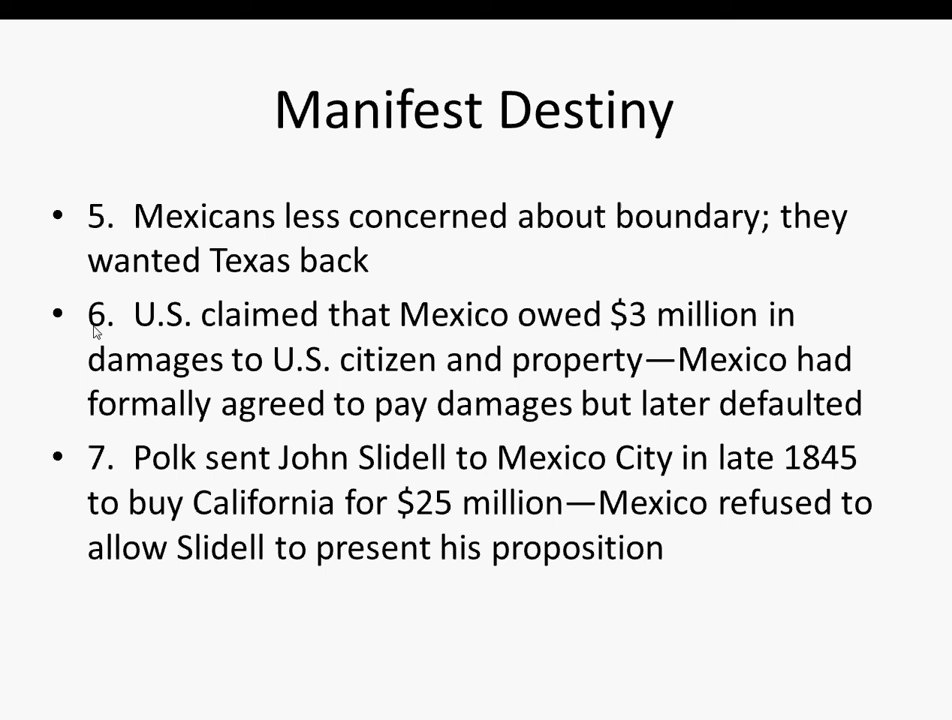 Manifest Destiny
• 5. Mexicans less concerned about boundary; they
wanted Texas back
• 6. U.S. claimed that Mexico owed $3 million in
damages to U.S. citizen and property—Mexico had
formally agreed to pay damages but later defaulted
• 7. Polk sent John Slidell to Mexico City in late 1845
to buy California for $25 million—Mexico refused to
allow Slidell to present his proposition